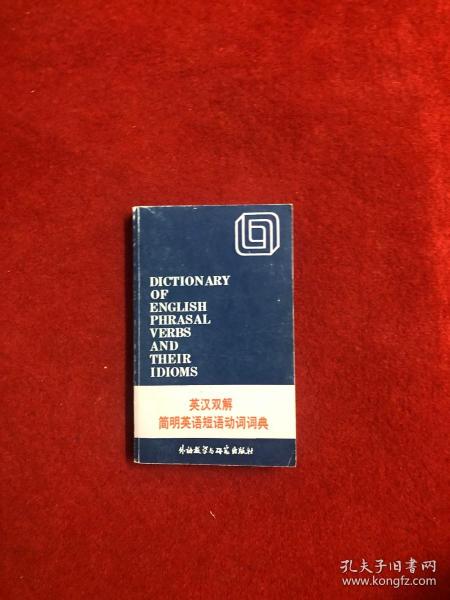 DICTIONARY
OF
ENGLISH
PHRASAL
VERBS
AND
THEIR
IDIOMS
英汉双解
简明英语短语动词词典
外语教学与研究出版社
孔夫子旧书网
www.kongfz.com